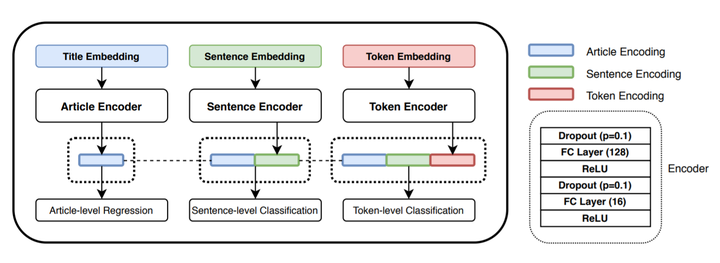 Title Embedding
Sentence Embedding
Token Embedding
Article Encoder
Sentence Encoder
Token Encoder
Article-level Regression
Sentence-level Classification
Token-level Classification
Article Encoding
Sentence Encoding
Token Encoding
Dropout (p=0.1)
FC Layer (128)
ReLU
Dropout (p=0.1)
FC Layer (16)
ReLU
Encoder